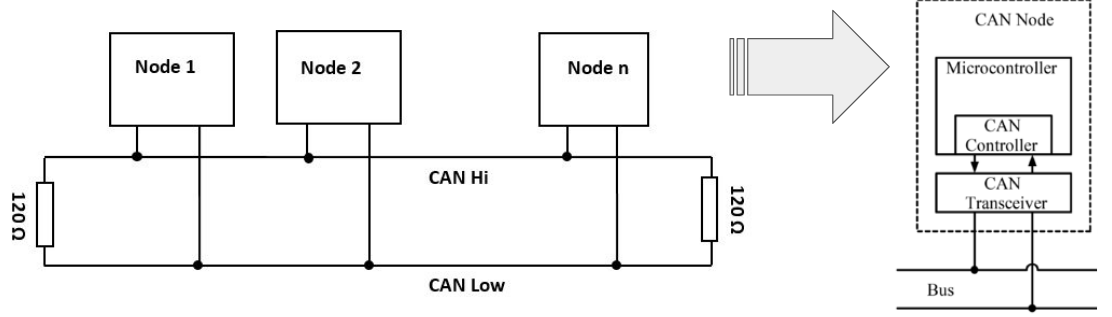 Node 1
Node 2
Node n
CAN Hi
120 Ω
120 Ω
CAN Low
CAN Node
Microcontroller
CAN
Controller
CAN
Transceiver
Bus